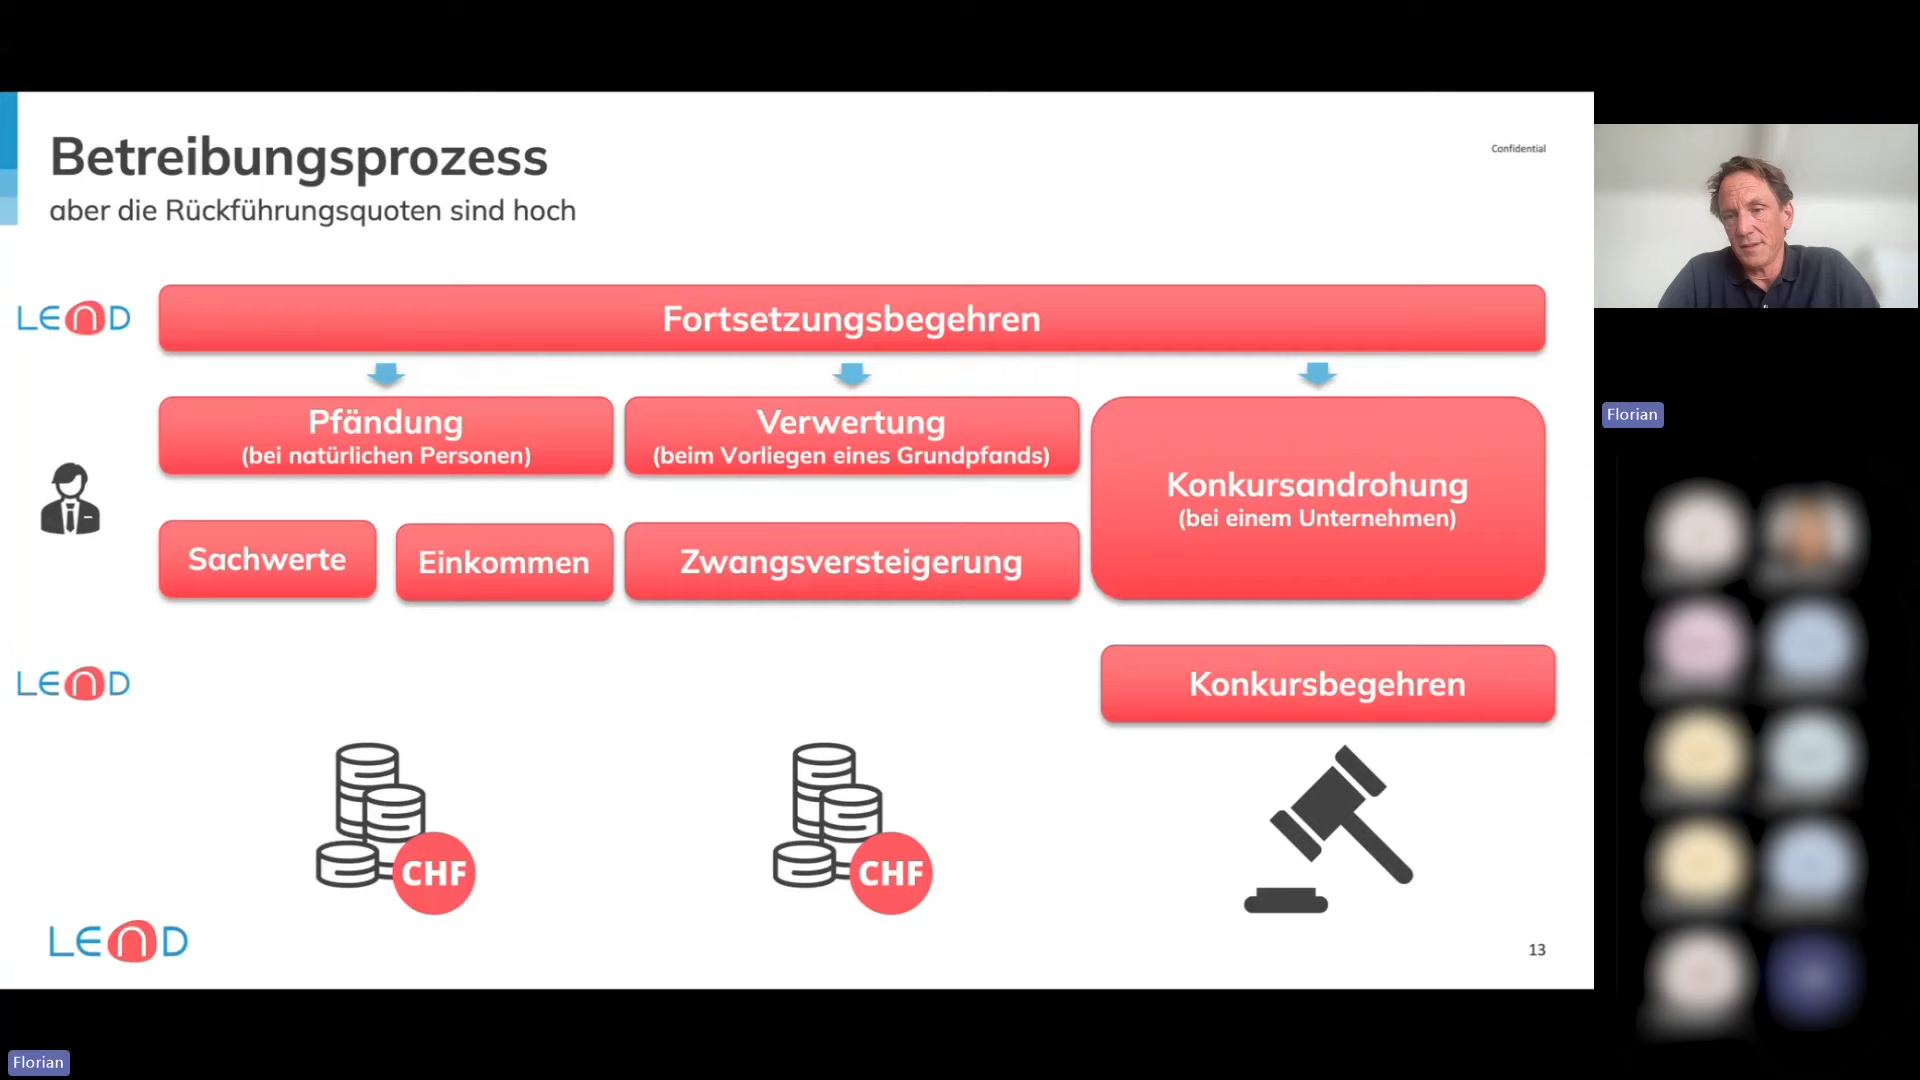 Betreibungsprozess
Confidential
aber die Rückführungsquoten sind hoch
LEND
Fortsetzungsbegehren
Pfändung
(bei natürlichen Personen)
Verwertung
(beim Vorliegen eines Grundpfands)
Konkursandrohung
(bei einem Unternehmen)
Sachwerte
Einkommen
Zwangsversteigerung
LEND
Konkursbegehren
CHF
CHF
LEND
13
Florian
Florian